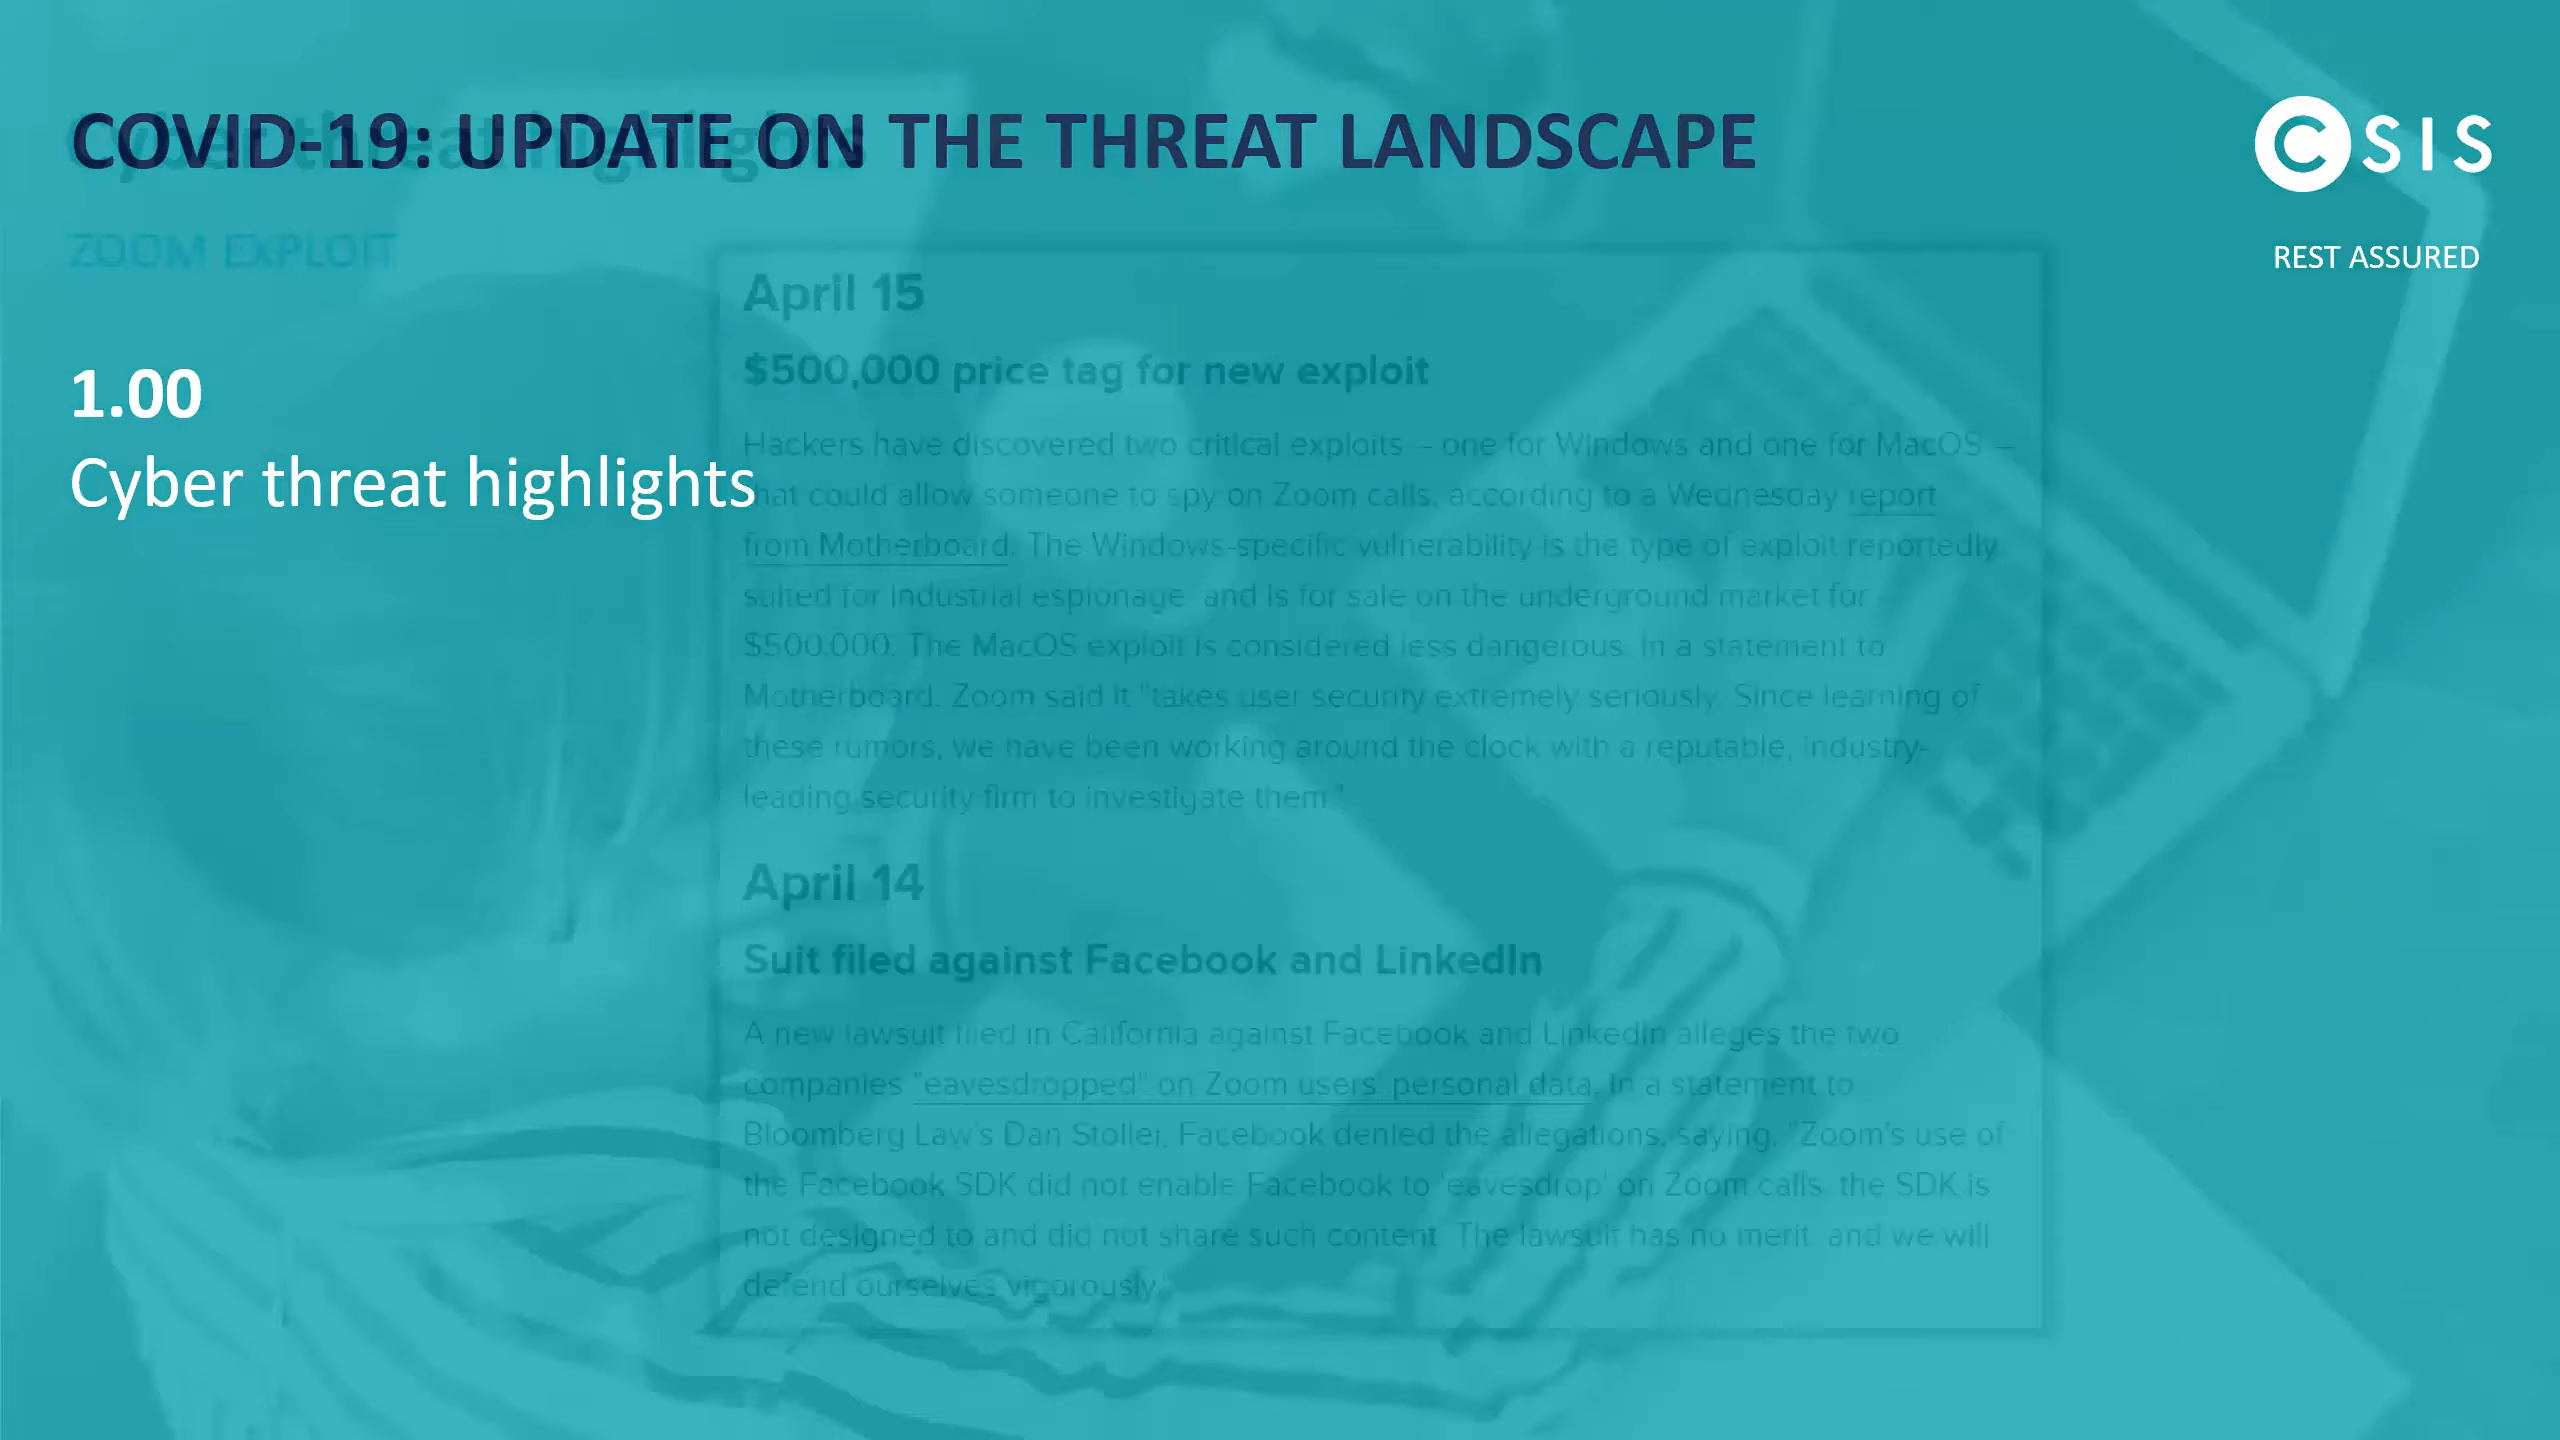 COVID-19: UPDATE ON THE THREAT LANDSCAPE
Cyber threat highlights
CSIS
REST ASSURED
ZOOM EXPLOIT
1.00
Cyber threat highlights
April 15
$500,000 price tag for new exploit
Hackers have discovered two critical exploits – one for Windows and one for MacOS –
that could allow someone to spy on Zoom calls, according to a Wednesday report
from Motherboard. The Windows-specific vulnerability is the type of exploit reportedly
suited for industrial espionage and is for sale on the underground market for
$500,000. The MacOS exploit is considered less dangerous. In a statement to
Motherboard, Zoom said it "takes user security extremely seriously. Since learning of
these rumors, we have been working around the clock with a reputable, industry-
leading security firm to investigate them."
April 14
Suit filed against Facebook and LinkedIn
A new lawsuit filed in California against Facebook and LinkedIn alleges the two
companies "eavesdropped" on Zoom users' personal data. In a statement to
Bloomberg Law's Dan Stoller, Facebook denied the allegations, saying, "Zoom's use of
the Facebook SDK did not enable Facebook to 'eavesdrop' on Zoom calls, the SDK is
not designed to and did not share such content. The lawsuit has no merit, and we will
defend ourselves vigorously."